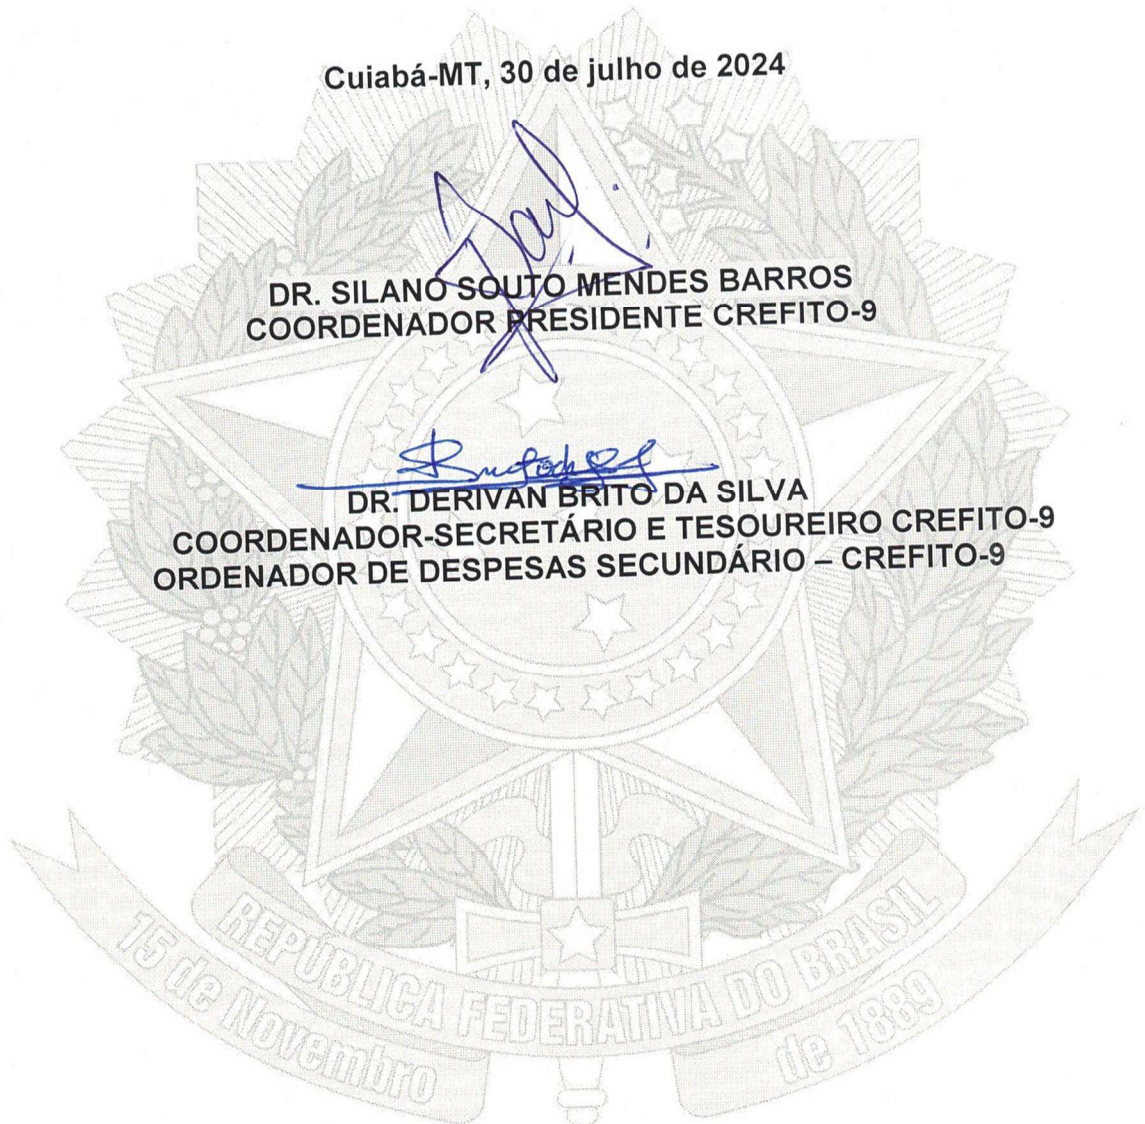 Cuiabá-MT, 30 de julho de 2024
DR. SILANO SOUTO MENDES BARROS
COORDENADOR PRESIDENTE CREFITO-9
DR. DERIVAN BRITO DA SILVA
COORDENADOR-SECRETÁRIO E TESOUREIRO CREFITO-9
ORDENADOR DE DESPESAS SECUNDÁRIO – CREFITO-9
REPÚBLICA FEDERATIVA DO BRASIL
15 de Novembro de 1889